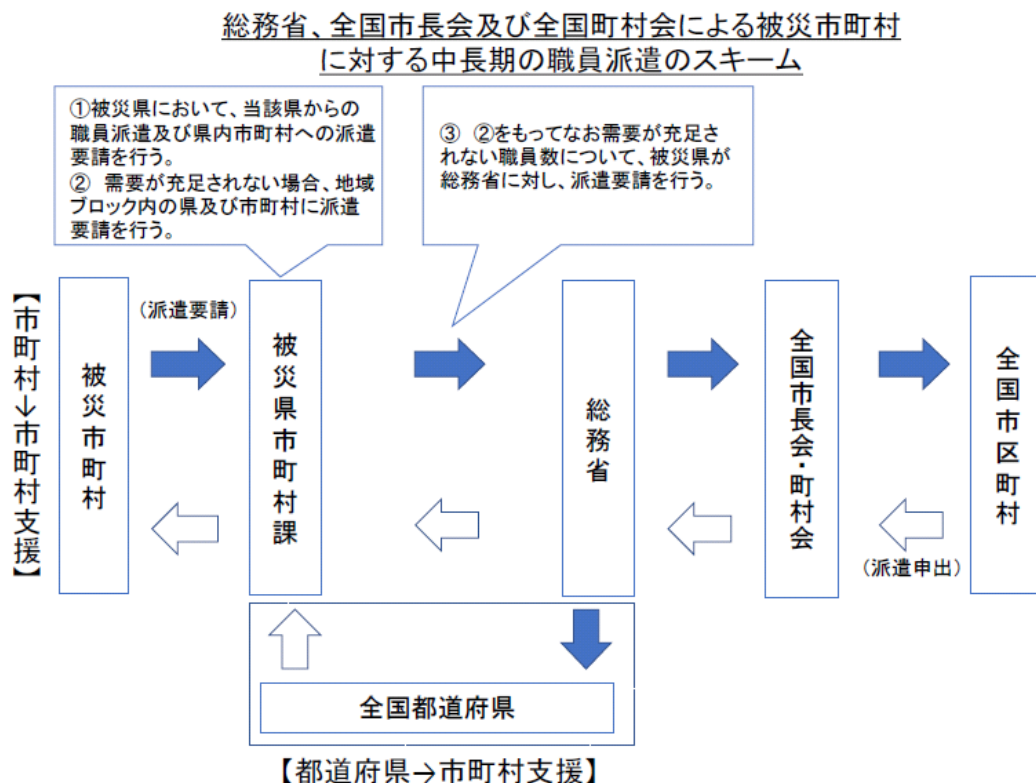 総務省、全国市長会及び全国町村会による被災市町村
に対する中長期の職員派遣のスキーム
①被災県において、当該県からの
職員派遣及び県内市町村への派遣
要請を行う。
② 需要が充足されない場合、地域
ブロック内の県及び市町村に派遣
要請を行う。
③ ②をもってなお需要が充足さ
れない職員数について、被災県が
総務省に対し、派遣要請を行う。
【市町村→市町村支援】
被災市町村
(派遣要請)
被災県市町村課
総務省
全国市長会・町村会
(派遣申出)
全国市区町村
全国都道府県
【都道府県→市町村支援】